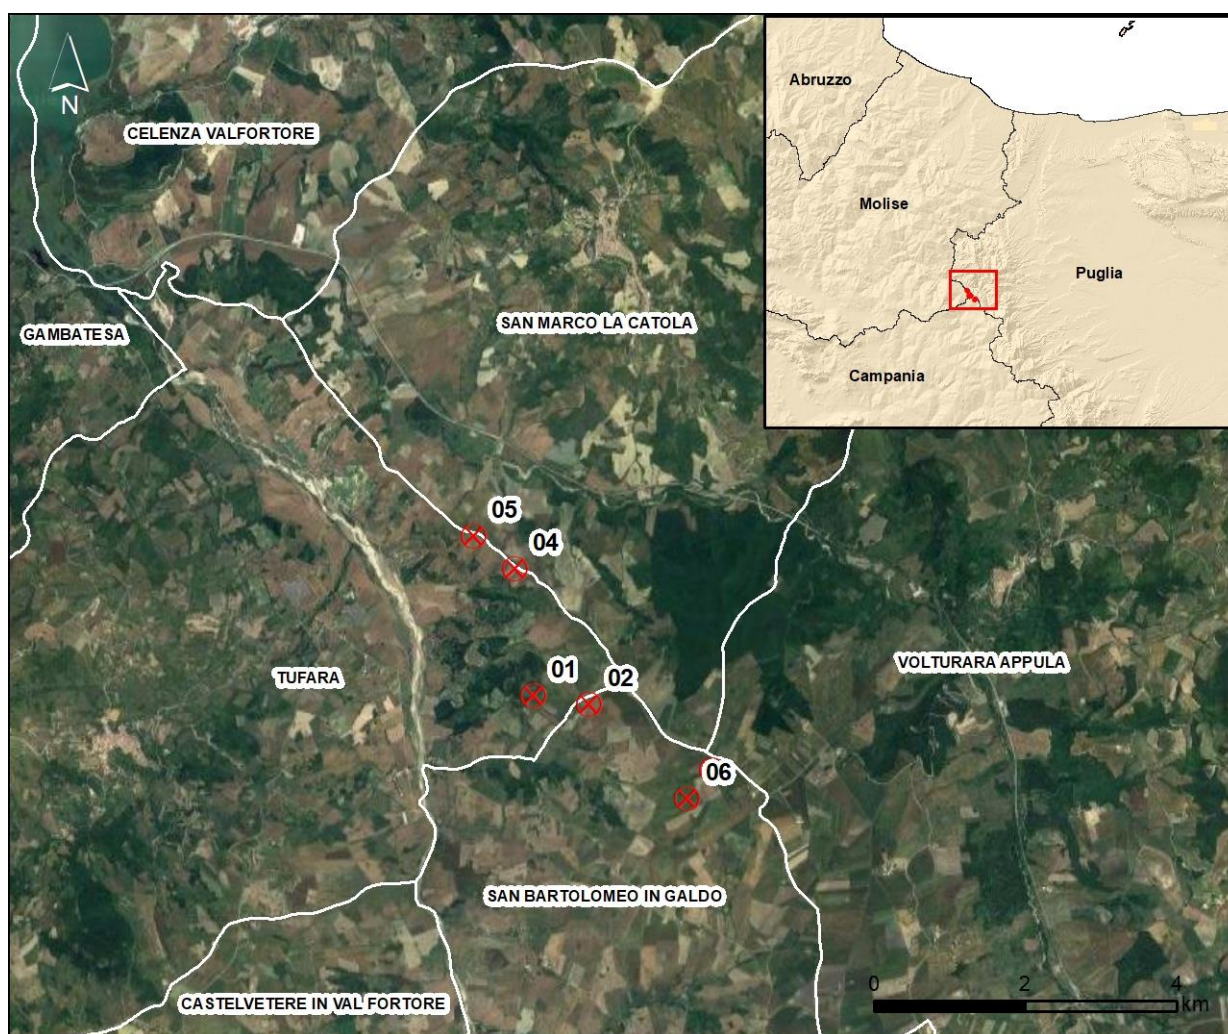 N
CELENZA VALFORTORE
GAMBATESA
SAN MARCO LA CATOLA
Abruzzo
Molise
Puglia
Campania
05
04
01
02
TUFARA
VOLTURARA APPULA
06
SAN BARTOLOMEO IN GALDO
CASTELVETERE IN VAL FORTORE
0 2 4
km